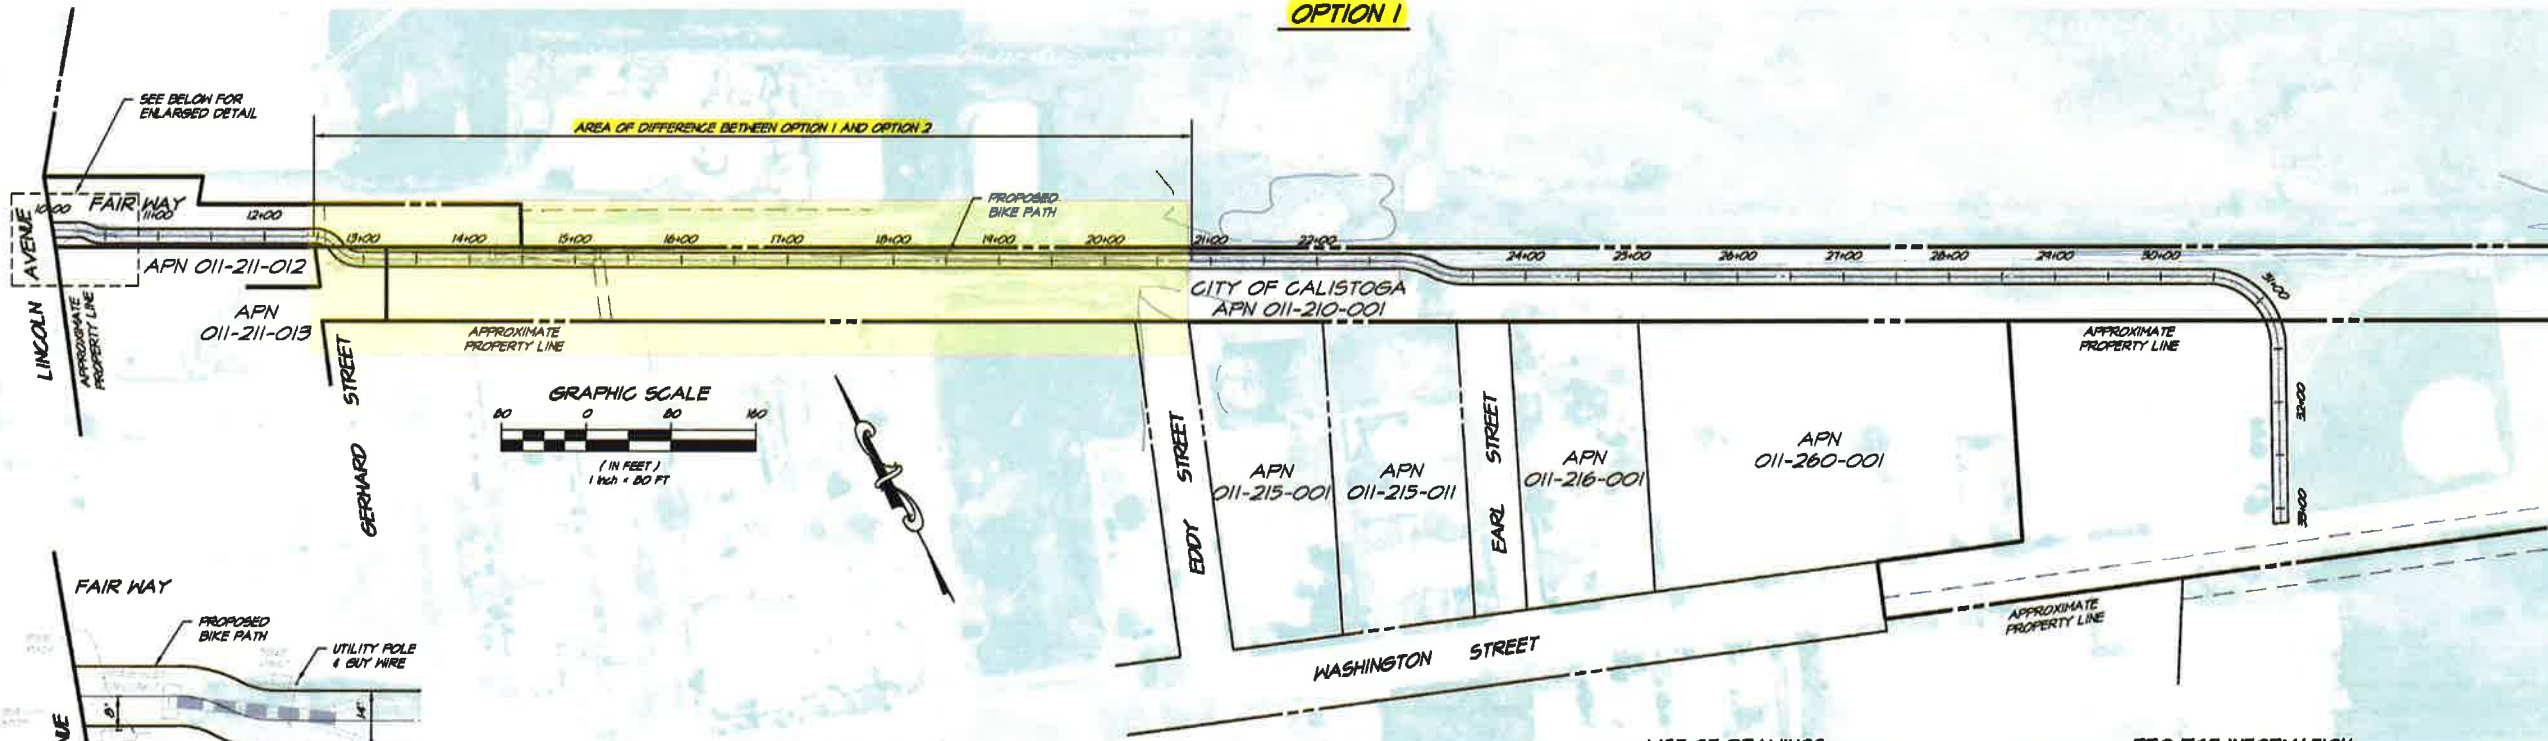 OPTION 1
SEE BELOW FOR
ENLARGED DETAIL
AREA OF DIFFERENCE BETWEEN OPTION 1 AND OPTION 2
PROPOSED
BIKE PATH
10+00
FAIR WAY
11+00
12+00
13+00
14+00
15+00
16+00
17+00
18+00
19+00
20+00
21+00
22+00
24+00
25+00
26+00
27+00
28+00
29+00
30+00
31+00
32+00
33+00
LINCOLN AVENUE
APPROXIMATE
PROPERTY LINE
APN 011-211-012
APN
011-211-013
GERHARD STREET
APPROXIMATE
PROPERTY LINE
CITY OF CALISTOGA
APN 011-210-001
APPROXIMATE
PROPERTY LINE
GRAPHIC SCALE
80 0 80 160
( IN FEET )
1 inch = 80 FT
EDDY STREET
APN
011-215-001
APN
011-215-011
EARL STREET
APN
011-216-001
APN
011-260-001
WASHINGTON STREET
APPROXIMATE
PROPERTY LINE
FAIR WAY
PROPOSED
BIKE PATH
UTILITY POLE
& GUY WIRE
8'
14'